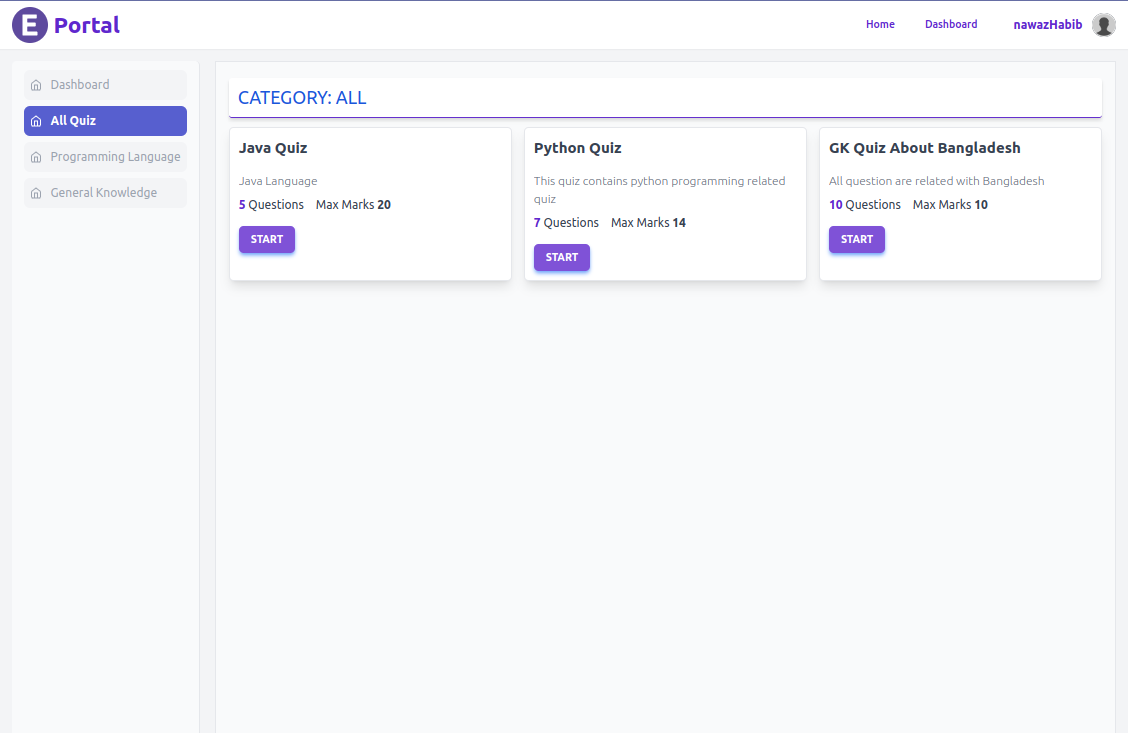 E Portal
Home
Dashboard
nawazHabib
Dashboard
All Quiz
Programming Language
General Knowledge
CATEGORY: ALL
Java Quiz
Java Language
5 Questions Max Marks 20
START
Python Quiz
This quiz contains python programming related
quiz
7 Questions Max Marks 14
START
GK Quiz About Bangladesh
All question are related with Bangladesh
10 Questions Max Marks 10
START